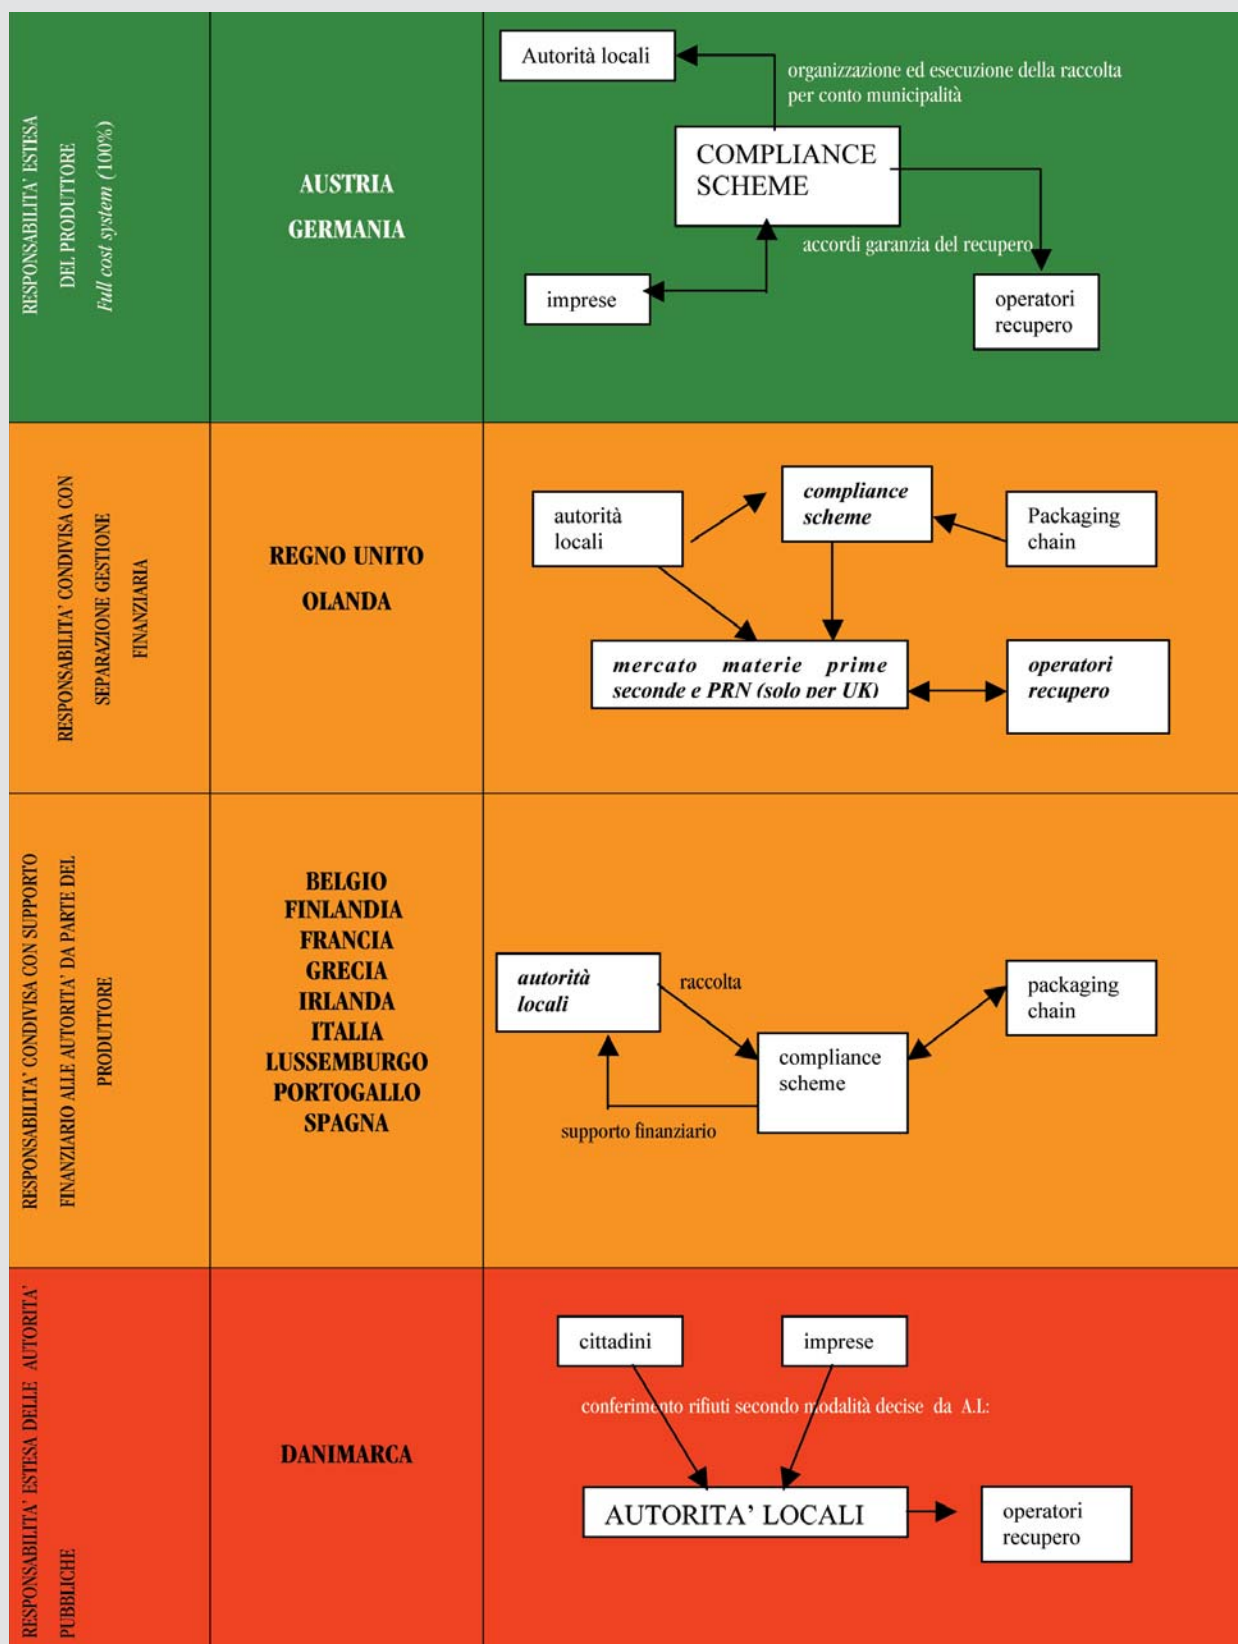 RESPONSABILITA' ESTESA
DEL PRODUTTORE
Full cost system (100%)
AUSTRIA
GERMANIA
Autorità locali
organizzazione ed esecuzione della raccolta
per conto municipalità
COMPLIANCE
SCHEME
accordi garanzia del recupero
imprese
operatori
recupero
RESPONSABILITA' CONDIVISA CON
SEPARAZIONE GESTIONE
FINANZIARIA
REGNO UNITO
OLANDA
autorità
locali
compliance
scheme
Packaging
chain
mercato materie prime
seconde e PRN (solo per UK)
operatori
recupero
RESPONSABILITA' CONDIVISA CON SUPPORTO
FINANZIARIO ALLE AUTORITA' DA PARTE DEL
PRODUTTORE
BELGIO
FINLANDIA
FRANCIA
GRECIA
IRLANDA
ITALIA
LUSSEMBURGO
PORTOGALLO
SPAGNA
autorità
locali
raccolta
packaging
chain
compliance
scheme
supporto finanziario
RESPONSABILITA' ESTESA DELLE AUTORITA'
PUBBLICHE
DANIMARCA
cittadini
imprese
conferimento rifiuti secondo modalità decise da A.L:
AUTORITA' LOCALI
operatori
recupero